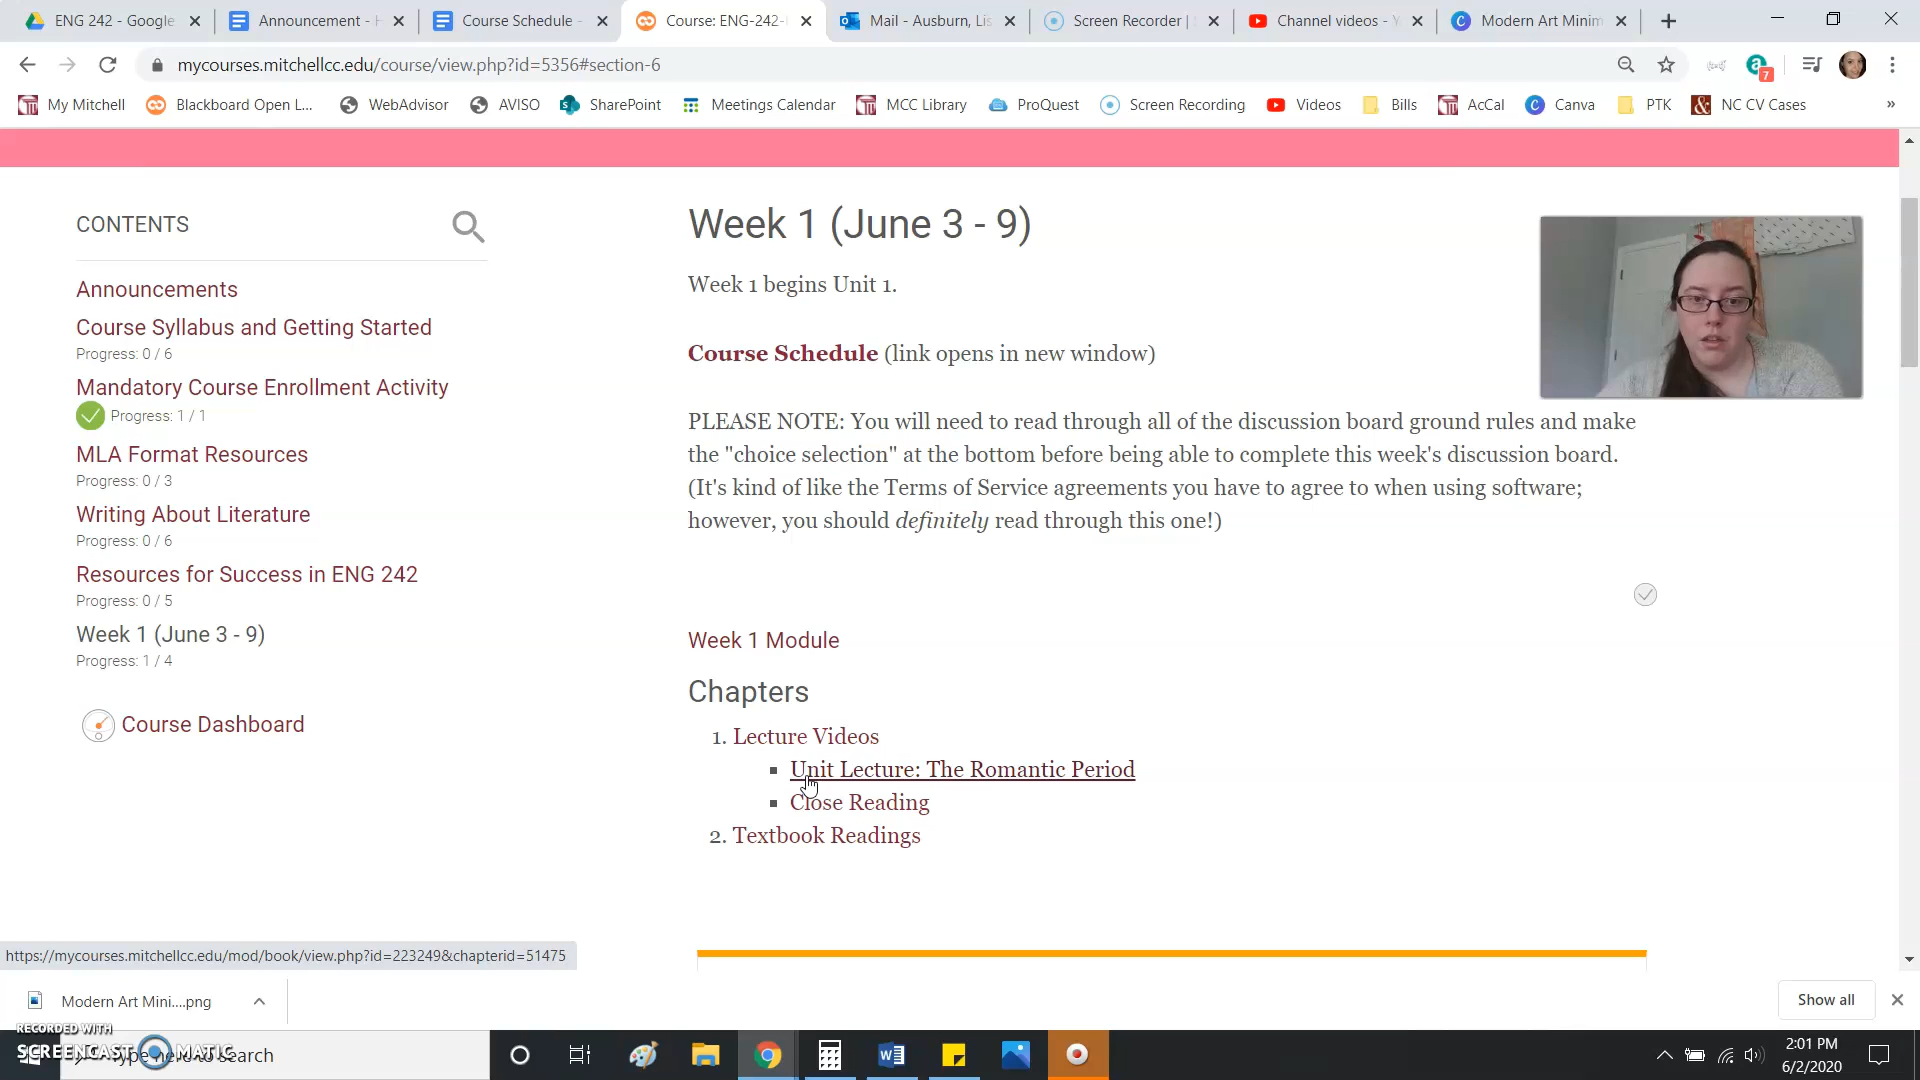 ENG 242 - Google
Announcement - H
Course Schedule -
Course: ENG-242-
Mail - Ausburn, Lis
Screen Recorder |
Channel videos - Y
Modern Art Minim
mycourses.mitchellcc.edu/course/view.php?id=5356#section-6
7
My Mitchell
Blackboard Open L...
WebAdvisor
AVISO
SharePoint
Meetings Calendar
MCC Library
ProQuest
Screen Recording
Videos
Bills
AcCal
Canva
PTK
NC CV Cases
»
CONTENTS
Announcements
Course Syllabus and Getting Started
Progress: 0 / 6
Mandatory Course Enrollment Activity
Progress: 1 / 1
MLA Format Resources
Progress: 0 / 3
Writing About Literature
Progress: 0 / 6
Resources for Success in ENG 242
Progress: 0 / 5
Week 1 (June 3 - 9)
Progress: 1 / 4
Course Dashboard
Week 1 (June 3 - 9)
Week 1 begins Unit 1.
Course Schedule (link opens in new window)
PLEASE NOTE: You will need to read through all of the discussion board ground rules and make
the "choice selection" at the bottom before being able to complete this week's discussion board.
(It's kind of like the Terms of Service agreements you have to agree to when using software;
however, you should definitely read through this one!)
Week 1 Module
Chapters
1. Lecture Videos
Unit Lecture: The Romantic Period
Close Reading
2. Textbook Readings
https://mycourses.mitchellcc.edu/mod/book/view.php?id=223249&chapterid=51475
Modern Art Mini....png
Show all
RECORDED WITH
SCREENCAST MATIC
Type here to search
2:01 PM
6/2/2020